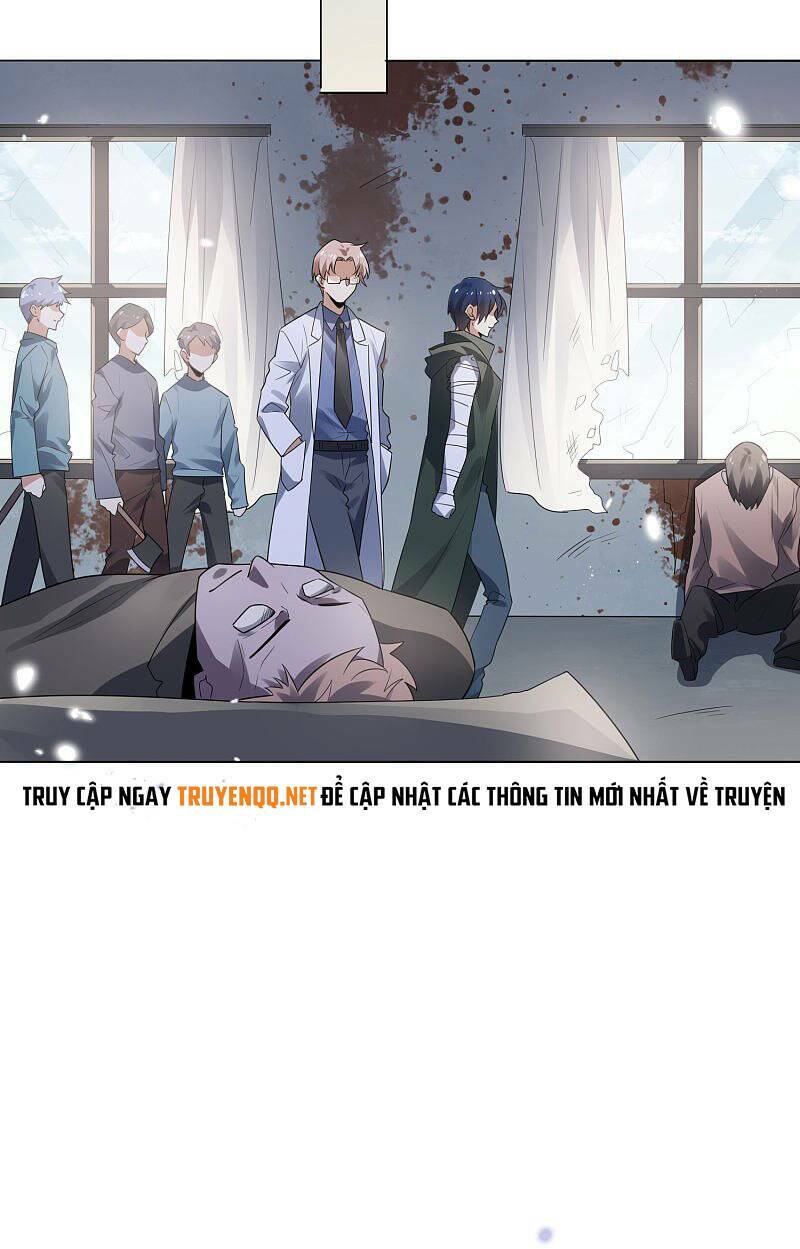 TRUY CẬP NGAY TRUYENQQ.NET ĐỂ CẬP NHẬT CÁC THÔNG TIN MỚI NHẤT VỀ TRUYỆN